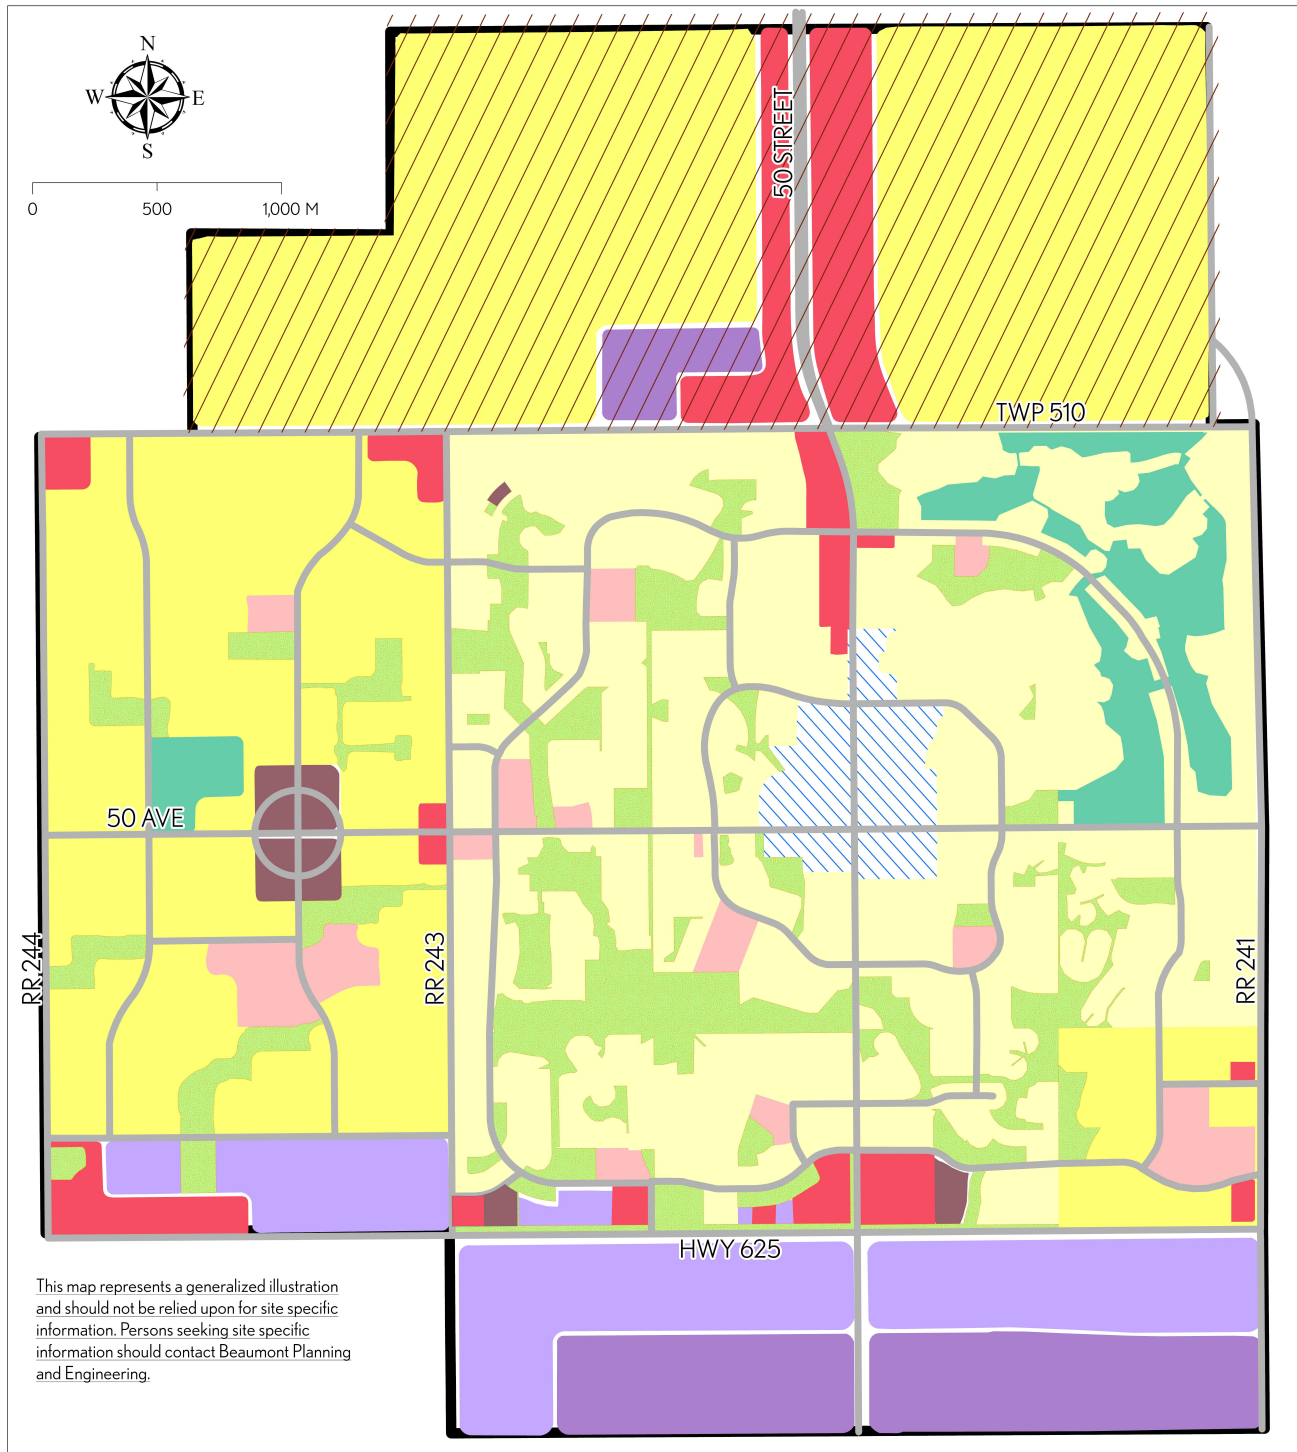 N
W E
S
0 500 1,000 M
50 STREET
TWP 510
50 AVE
RR 244
RR 243
RR 241
HWY 625
This map represents a generalized illustration
and should not be relied upon for site specific
information. Persons seeking site specific
information should contact Beaumont Planning
and Engineering.